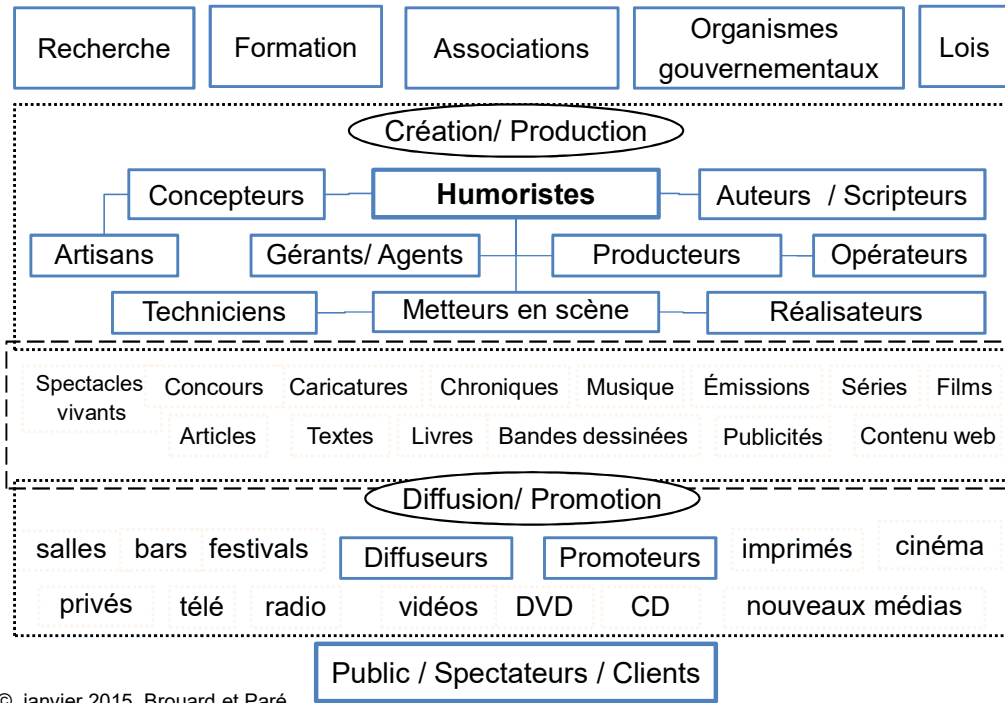 Recherche
Formation
Associations
Organismes
gouvernementaux
Lois
Création/ Production
Concepteurs
Humoristes
Auteurs / Scripteurs
Artisans
Gérants/ Agents
Producteurs
Opérateurs
Techniciens
Metteurs en scène
Réalisateurs
Spectacles
vivants
Concours
Caricatures
Chroniques
Musique
Émissions
Séries
Films
Articles
Textes
Livres
Bandes dessinées
Publicités
Contenu web
Diffusion/ Promotion
salles
bars
festivals
Diffuseurs
Promoteurs
imprimés
cinéma
privés
télé
radio
vidéos
DVD
CD
nouveaux médias
Public / Spectateurs / Clients
© janvier 2015, Brouard et Paré